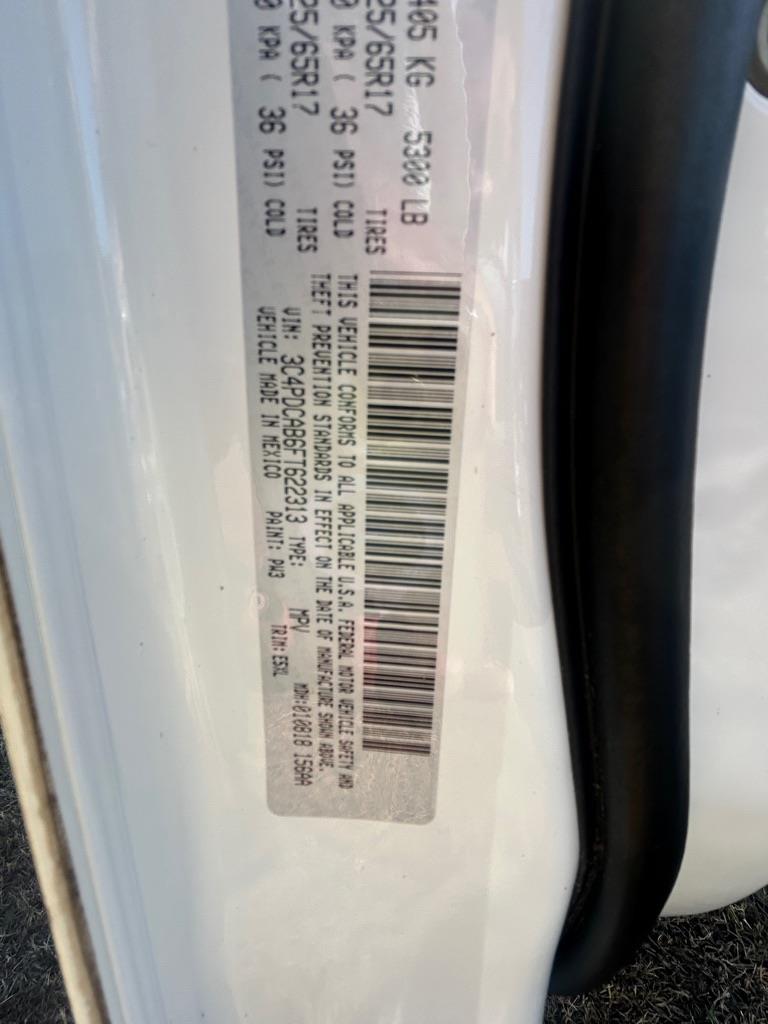 405 KG 5300 LB
25/65R17 TIRES
0 KPA ( 36 PSI) COLD
25/65R17 TIRES
0 KPA ( 36 PSI) COLD
THIS VEHICLE CONFORMS TO ALL APPLICABLE U.S.A. FEDERAL MOTOR VEHICLE SAFETY AND
THEFT PREVENTION STANDARDS IN EFFECT ON THE DATE OF MANUFACTURE SHOWN ABOVE.
VIN: 3C4PDCAB6FT622313 TYPE: MPV MDH:010818 156AA
VEHICLE MADE IN MEXICO PAINT: PW3 TRIM: E5XL